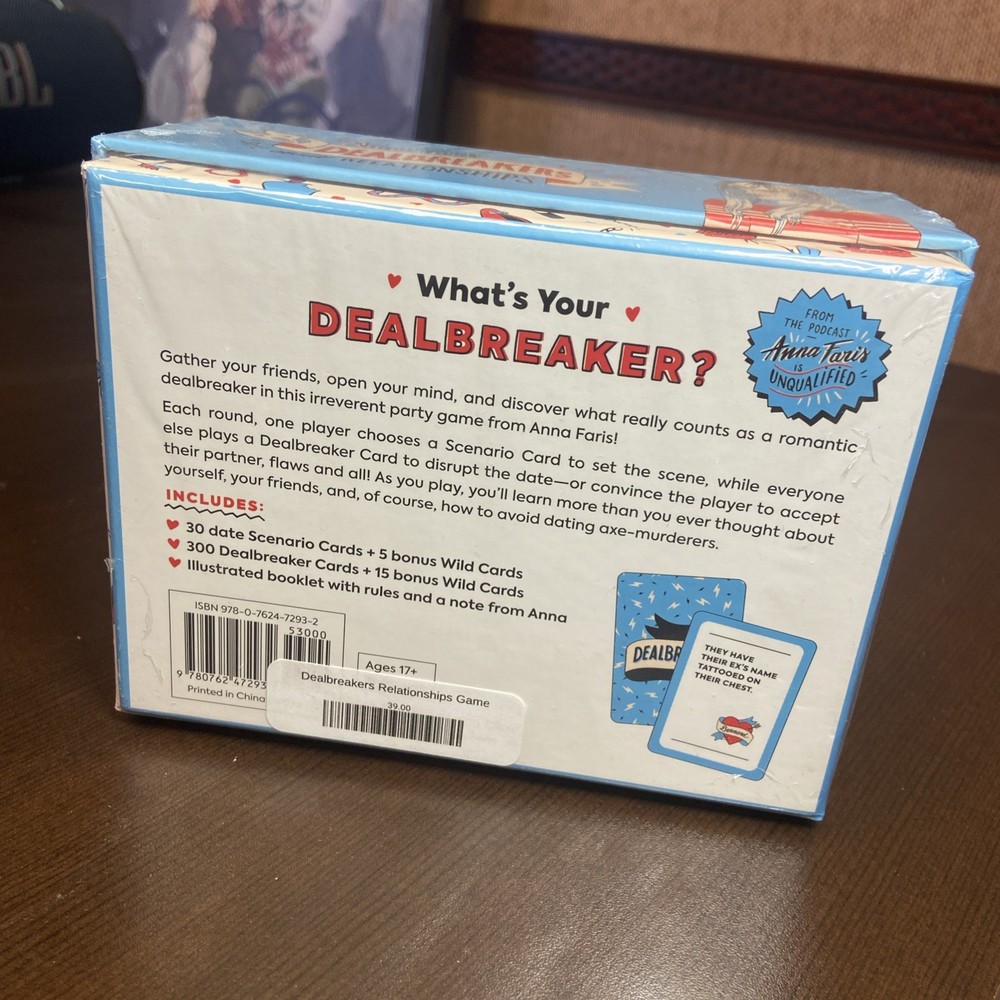 BL
DEALBREAKERS
RELATIONSHIPS
What's Your
DEALBREAKER?
FROM
THE PODCAST
Anna Faris
IS
UNQUALIFIED
Gather your friends, open your mind, and discover what really counts as a romantic
dealbreaker in this irreverent party game from Anna Faris!
Each round, one player chooses a Scenario Card to set the scene, while everyone
else plays a Dealbreaker Card to disrupt the date—or convince the player to accept
their partner, flaws and all! As you play, you'll learn more than you ever thought about
yourself, your friends, and, of course, how to avoid dating axe-murderers.
INCLUDES:
30 date Scenario Cards + 5 bonus Wild Cards
300 Dealbreaker Cards + 15 bonus Wild Cards
Illustrated booklet with rules and a note from Anna
ISBN 978-0-7624-7293-2
53000
9 780762 47293
Printed in China
Ages 17+
Dealbreakers Relationships Game
39.00
DEALBR
THEY HAVE
THEIR EX'S NAME
TATTOOED ON
THEIR CHEST.